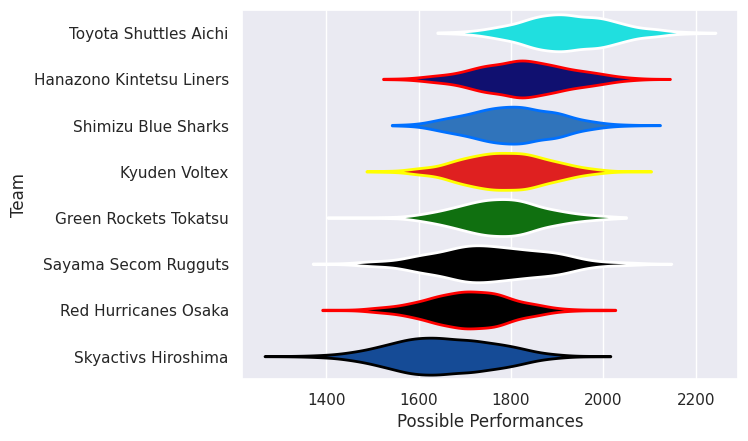 Toyota Shuttles Aichi
Hanazono Kintetsu Liners
Shimizu Blue Sharks
Kyuden Voltex
Green Rockets Tokatsu
Sayama Secom Rugguts
Red Hurricanes Osaka
Skyactivs Hiroshima
Team
1400 1600 1800 2000 2200
Possible Performances